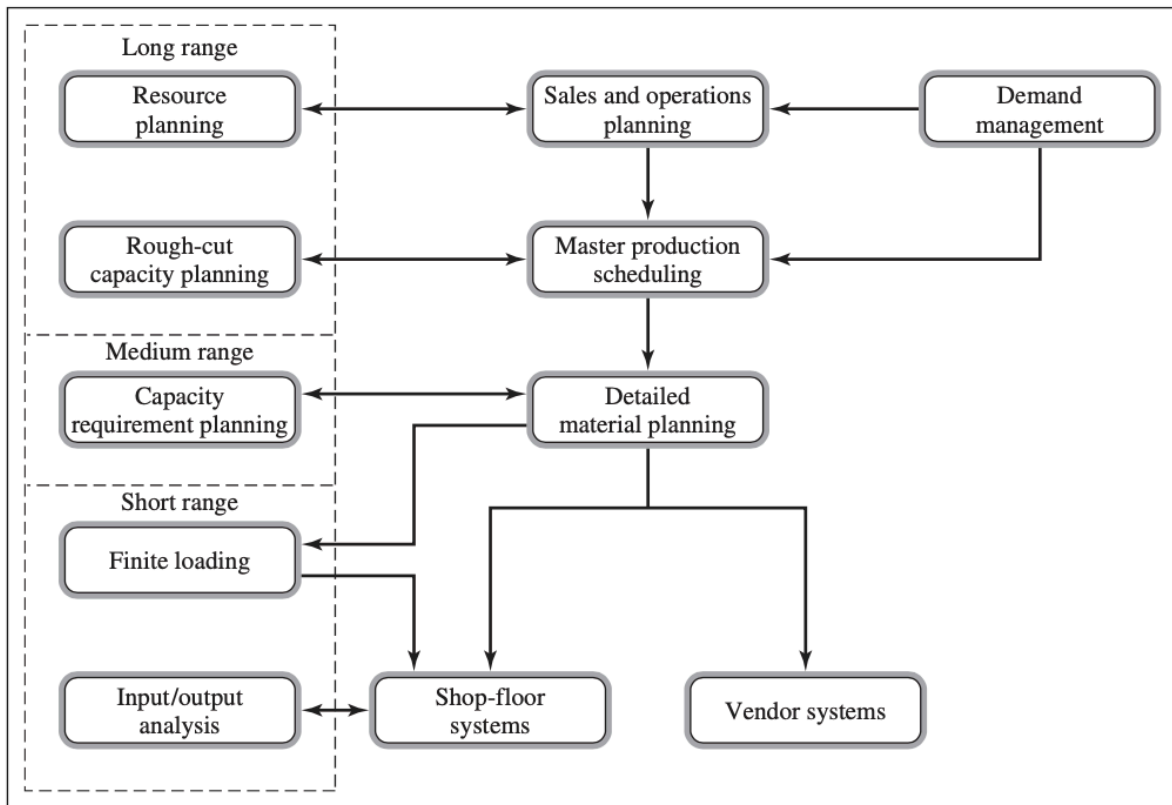 Long range
Resource
planning
Sales and operations
planning
Demand
management
Rough-cut
capacity planning
Master production
scheduling
Medium range
Capacity
requirement planning
Detailed
material planning
Short range
Finite loading
Input/output
analysis
Shop-floor
systems
Vendor systems